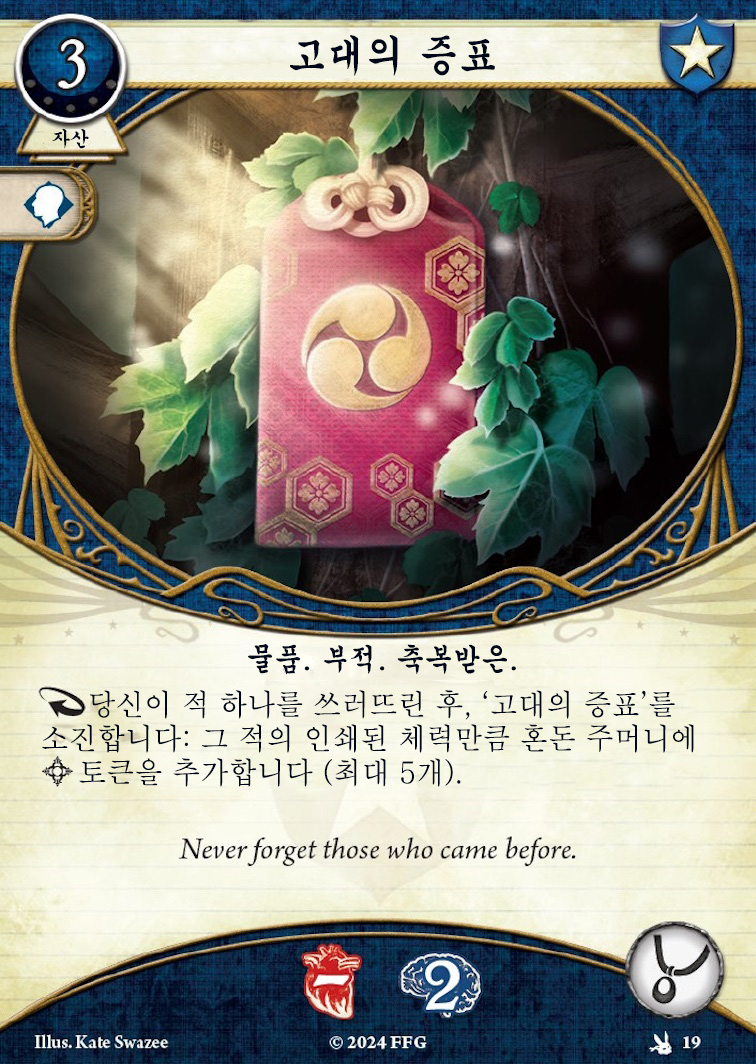 3
고대의 증표
자산
물품. 부적. 축복받은.
당신이 적 하나를 쓰러뜨린 후, ‘고대의 증표’를
소진합니다: 그 적의 인쇄된 체력만큼 혼돈 주머니에
토큰을 추가합니다 (최대 5개).
Never forget those who came before.
– 2
Illus. Kate Swazee © 2024 FFG 19